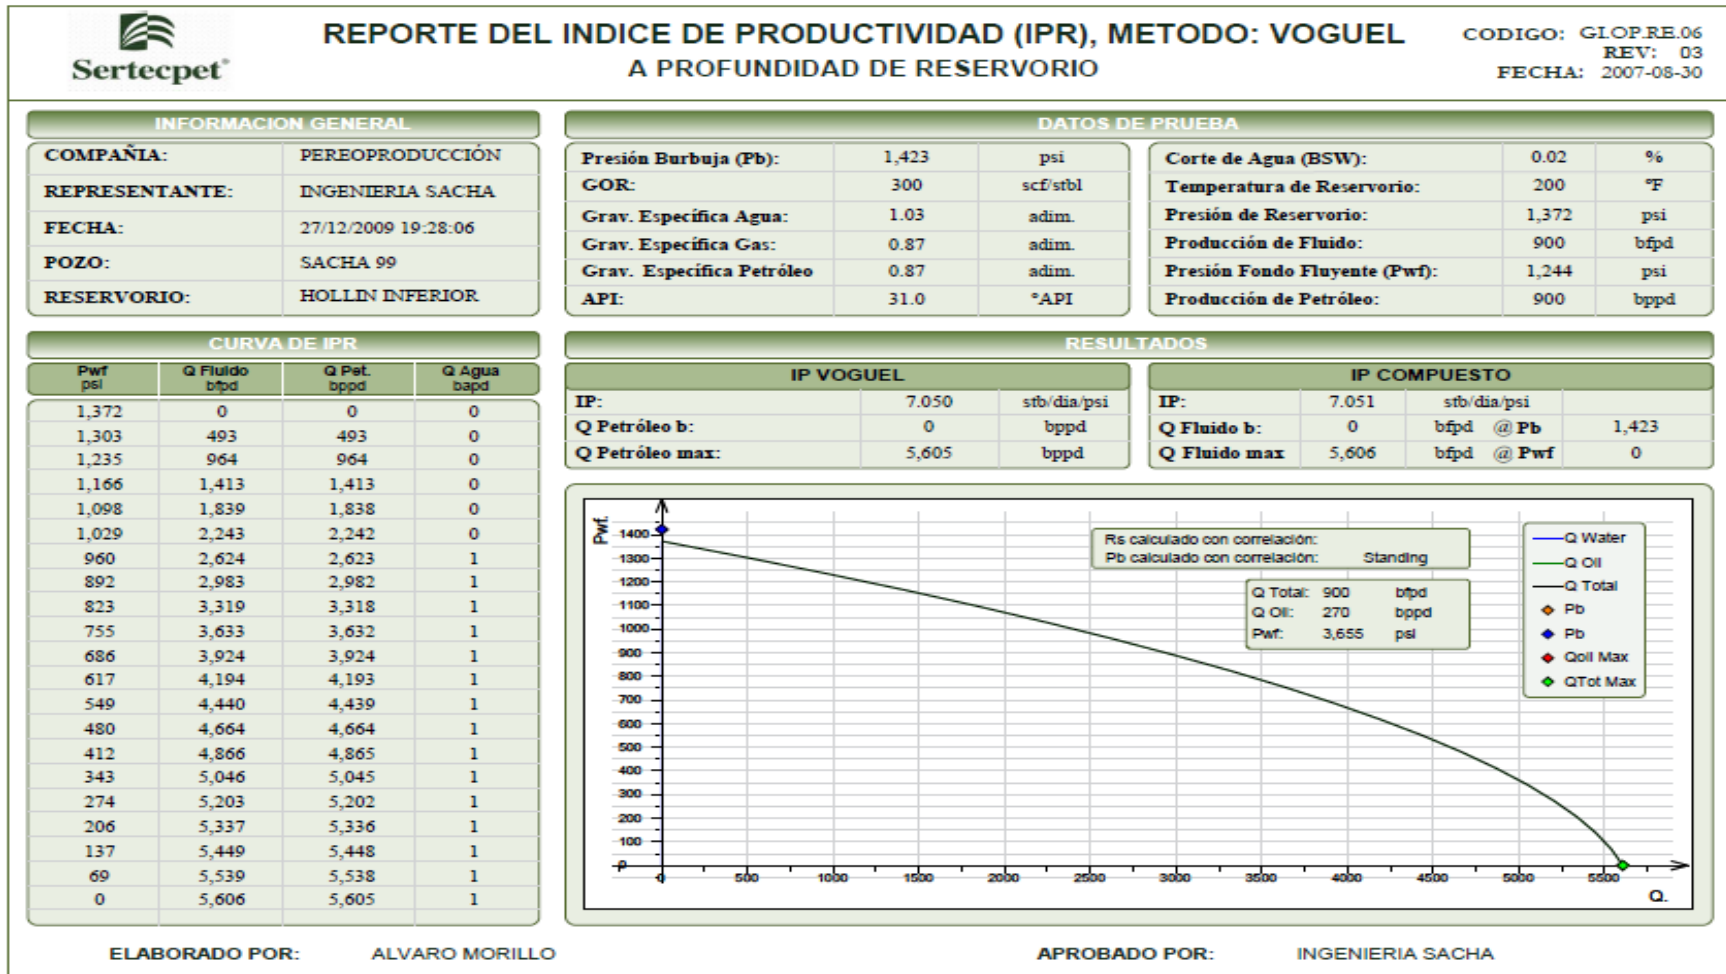 Sertecpet
REPORTE DEL INDICE DE PRODUCTIVIDAD (IPR), METODO: VOGUEL
A PROFUNDIDAD DE RESERVORIO
CODIGO: GI.OP.RE.06
REV: 03
FECHA: 2007-08-30
INFORMACION GENERAL
COMPAÑIA: PEREOPRODUCCIÓN
REPRESENTANTE: INGENIERIA SACHA
FECHA: 27/12/2009 19:28:06
POZO: SACHA 99
RESERVORIO: HOLLIN INFERIOR
DATOS DE PRUEBA
Presión Burbuja (Pb): 1,423 psi
GOR: 300 scf/stbl
Grav. Específica Agua: 1.03 adim.
Grav. Específica Gas: 0.87 adim.
Grav. Específica Petróleo 0.87 adim.
API: 31.0 °API
Corte de Agua (BSW): 0.02 %
Temperatura de Reservorio: 200 °F
Presión de Reservorio: 1,372 psi
Producción de Fluido: 900 bfpd
Presión Fondo Fluyente (Pwf): 1,244 psi
Producción de Petróleo: 900 bppd
CURVA DE IPR
Pwf Q Fluido Q Pet. Q Agua
psi bfpd bppd bapd
1,372 0 0 0
1,303 493 493 0
1,235 964 964 0
1,166 1,413 1,413 0
1,098 1,839 1,838 0
1,029 2,243 2,242 0
960 2,624 2,623 1
892 2,983 2,982 1
823 3,319 3,318 1
755 3,633 3,632 1
686 3,924 3,924 1
617 4,194 4,193 1
549 4,440 4,439 1
480 4,664 4,664 1
412 4,866 4,865 1
343 5,046 5,045 1
274 5,203 5,202 1
206 5,337 5,336 1
137 5,449 5,448 1
69 5,539 5,538 1
0 5,606 5,605 1
RESULTADOS
IP VOGUEL
IP: 7.050 stb/dia/psi
Q Petróleo b: 0 bppd
Q Petróleo max: 5,605 bppd
IP COMPUESTO
IP: 7.051 stb/dia/psi
Q Fluido b: 0 bfpd @ Pb 1,423
Q Fluido max 5,606 bfpd @ Pwf 0
Pwf.
1400
1300
1200
1100
1000
900
800
700
600
500
400
300
200
100
0
0 500 1000 1500 2000 2500 3000 3500 4000 4500 5000 5500
Q.
Rs calculado con correlación:
Pb calculado con correlación: Standing
Q Total: 900 bfpd
Q Oil: 270 bppd
Pwf: 3,655 psi
Q Water
Q Oil
Q Total
Pb
Pb
Qoil Max
QTot Max
ELABORADO POR: ALVARO MORILLO
APROBADO POR: INGENIERIA SACHA